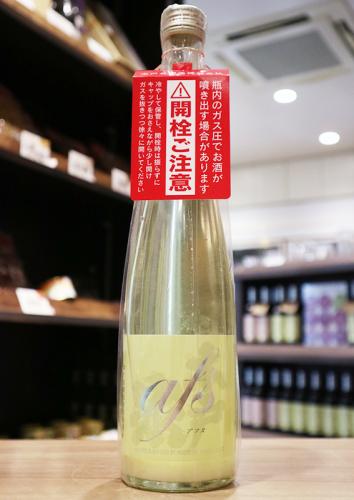 瓶内のガス圧でお酒が
噴き出す場合があります
開栓ご注意
冷やして保管し、開栓時は振らずに
キャップをおさえながら少し開け
ガスを抜きつつ徐々に開いてください
afs
アフス